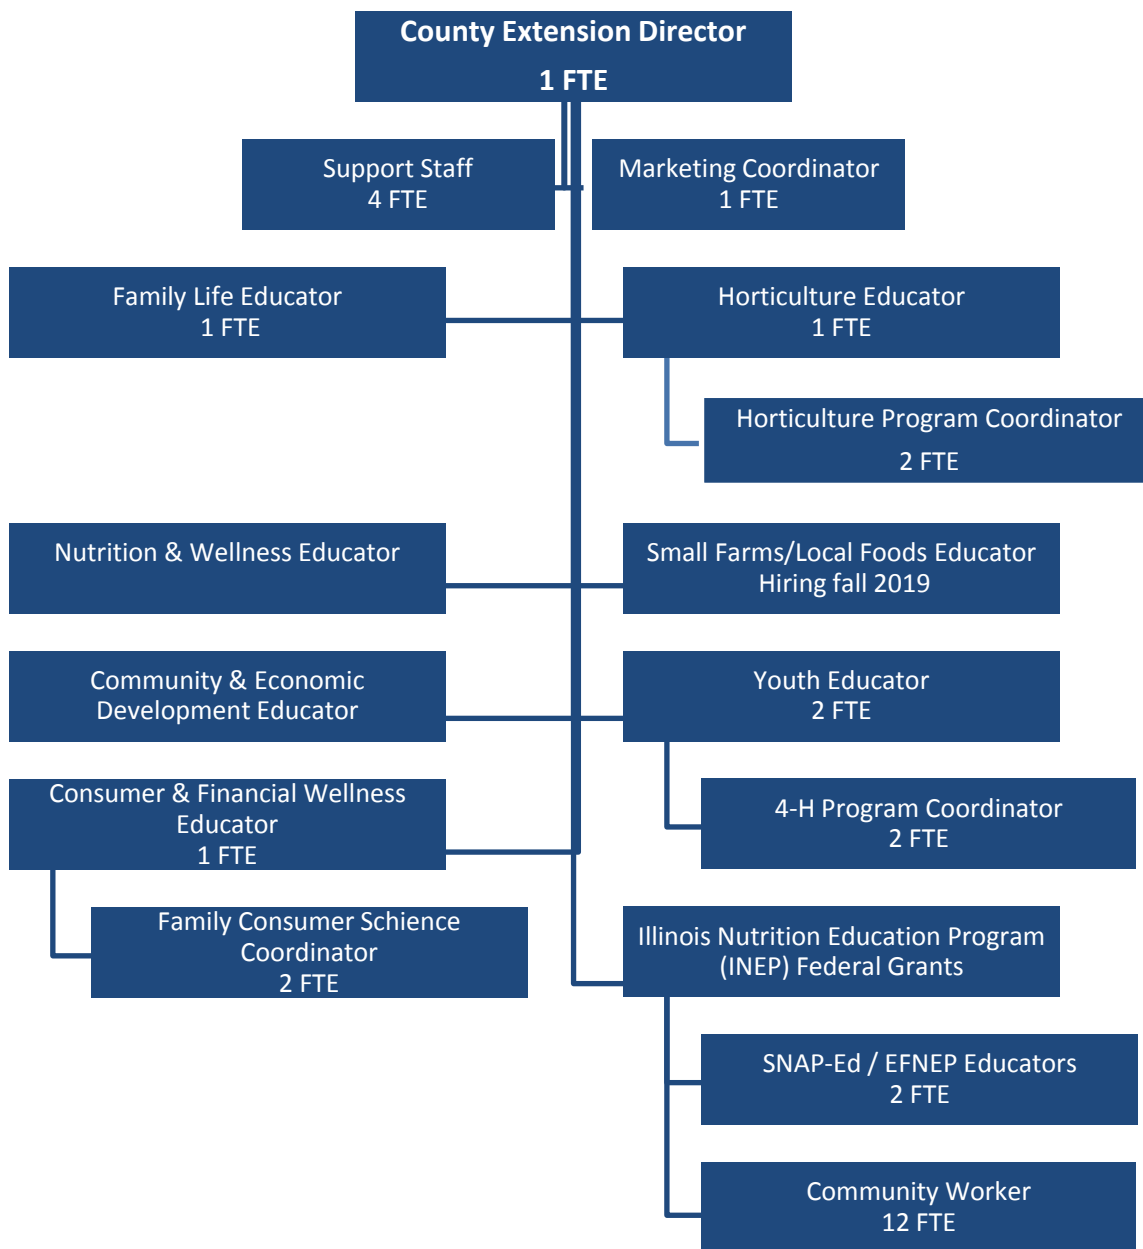 County Extension Director
1 FTE
Support Staff
4 FTE
Marketing Coordinator
1 FTE
Family Life Educator
1 FTE
Horticulture Educator
1 FTE
Horticulture Program Coordinator
2 FTE
Nutrition & Wellness Educator
Small Farms/Local Foods Educator
Hiring fall 2019
Community & Economic
Development Educator
Youth Educator
2 FTE
Consumer & Financial Wellness
Educator
1 FTE
4-H Program Coordinator
2 FTE
Family Consumer Schience
Coordinator
2 FTE
Illinois Nutrition Education Program
(INEP) Federal Grants
SNAP-Ed / EFNEP Educators
2 FTE
Community Worker
12 FTE